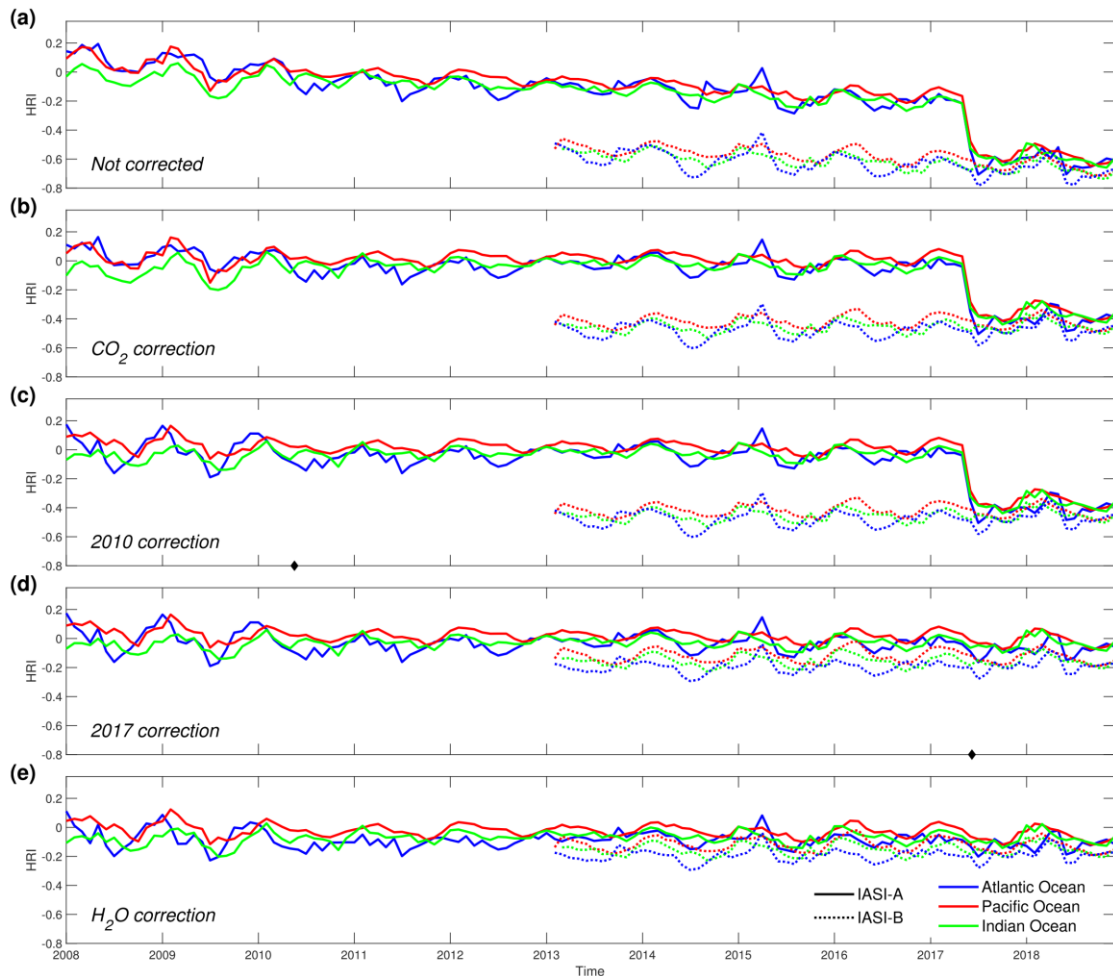 (a)
0.2
0
-0.2
-0.4
-0.6
-0.8
HRI
Not corrected
(b)
0.2
0
-0.2
-0.4
-0.6
-0.8
HRI
CO2 correction
(c)
0.2
0
-0.2
-0.4
-0.6
-0.8
HRI
2010 correction
(d)
0.2
0
-0.2
-0.4
-0.6
-0.8
HRI
2017 correction
(e)
0.2
0
-0.2
-0.4
-0.6
-0.8
HRI
H2O correction
IASI-A
IASI-B
Atlantic Ocean
Pacific Ocean
Indian Ocean
2008 2009 2010 2011 2012 2013 2014 2015 2016 2017 2018
Time